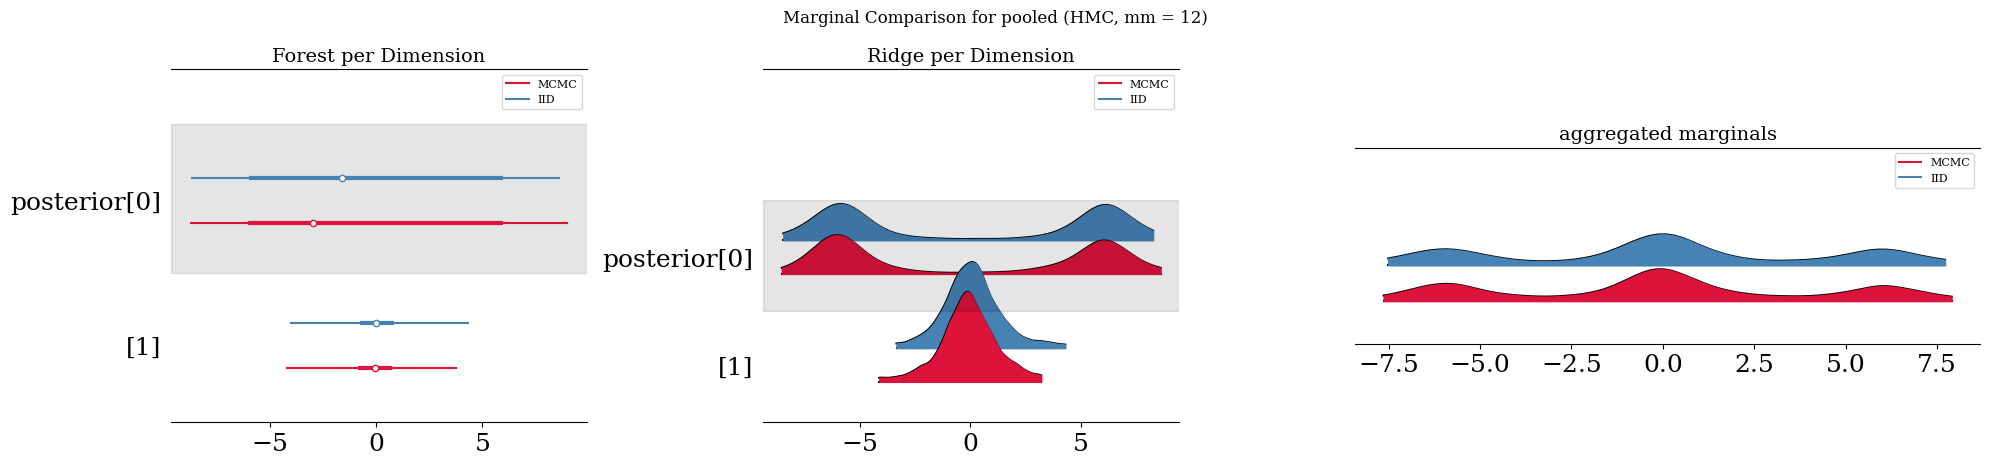 Marginal Comparison for pooled (HMC, mm = 12)
Forest per Dimension
MCMC
IID
posterior[0]
[1]
−5 0 5
Ridge per Dimension
MCMC
IID
posterior[0]
[1]
−5 0 5
aggregated marginals
MCMC
IID
−7.5 −5.0 −2.5 0.0 2.5 5.0 7.5